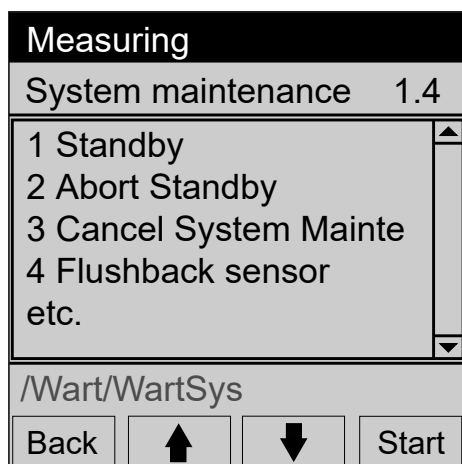 Measuring
System maintenance 1.4
1 Standby
2 Abort Standby
3 Cancel System Mainte
4 Flushback sensor
etc.
/Wart/WartSys
Back Start